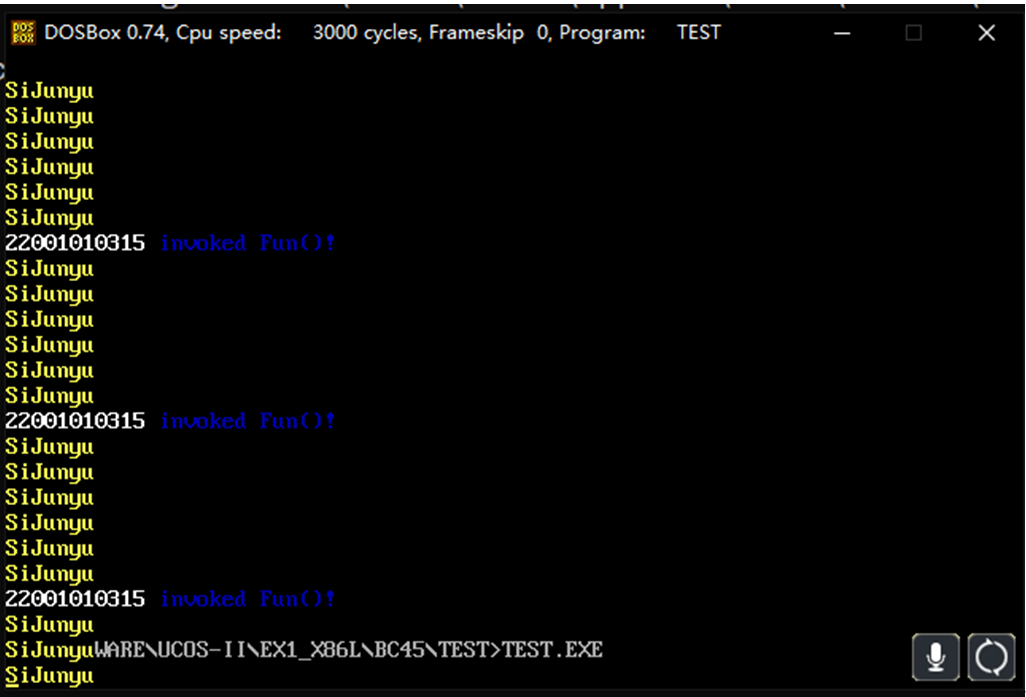 DOSBox 0.74, Cpu speed: 3000 cycles, Frameskip 0, Program: TEST
SiJunyu
SiJunyu
SiJunyu
SiJunyu
SiJunyu
SiJunyu
22001010315 invoked Fun()!
SiJunyu
SiJunyu
SiJunyu
SiJunyu
SiJunyu
SiJunyu
22001010315 invoked Fun()!
SiJunyu
SiJunyu
SiJunyu
SiJunyu
SiJunyu
SiJunyu
22001010315 invoked Fun()!
SiJunyu
SiJunyuWARE\UCOS-II\EX1_X86L\BC45\TEST>TEST.EXE
SiJunyu